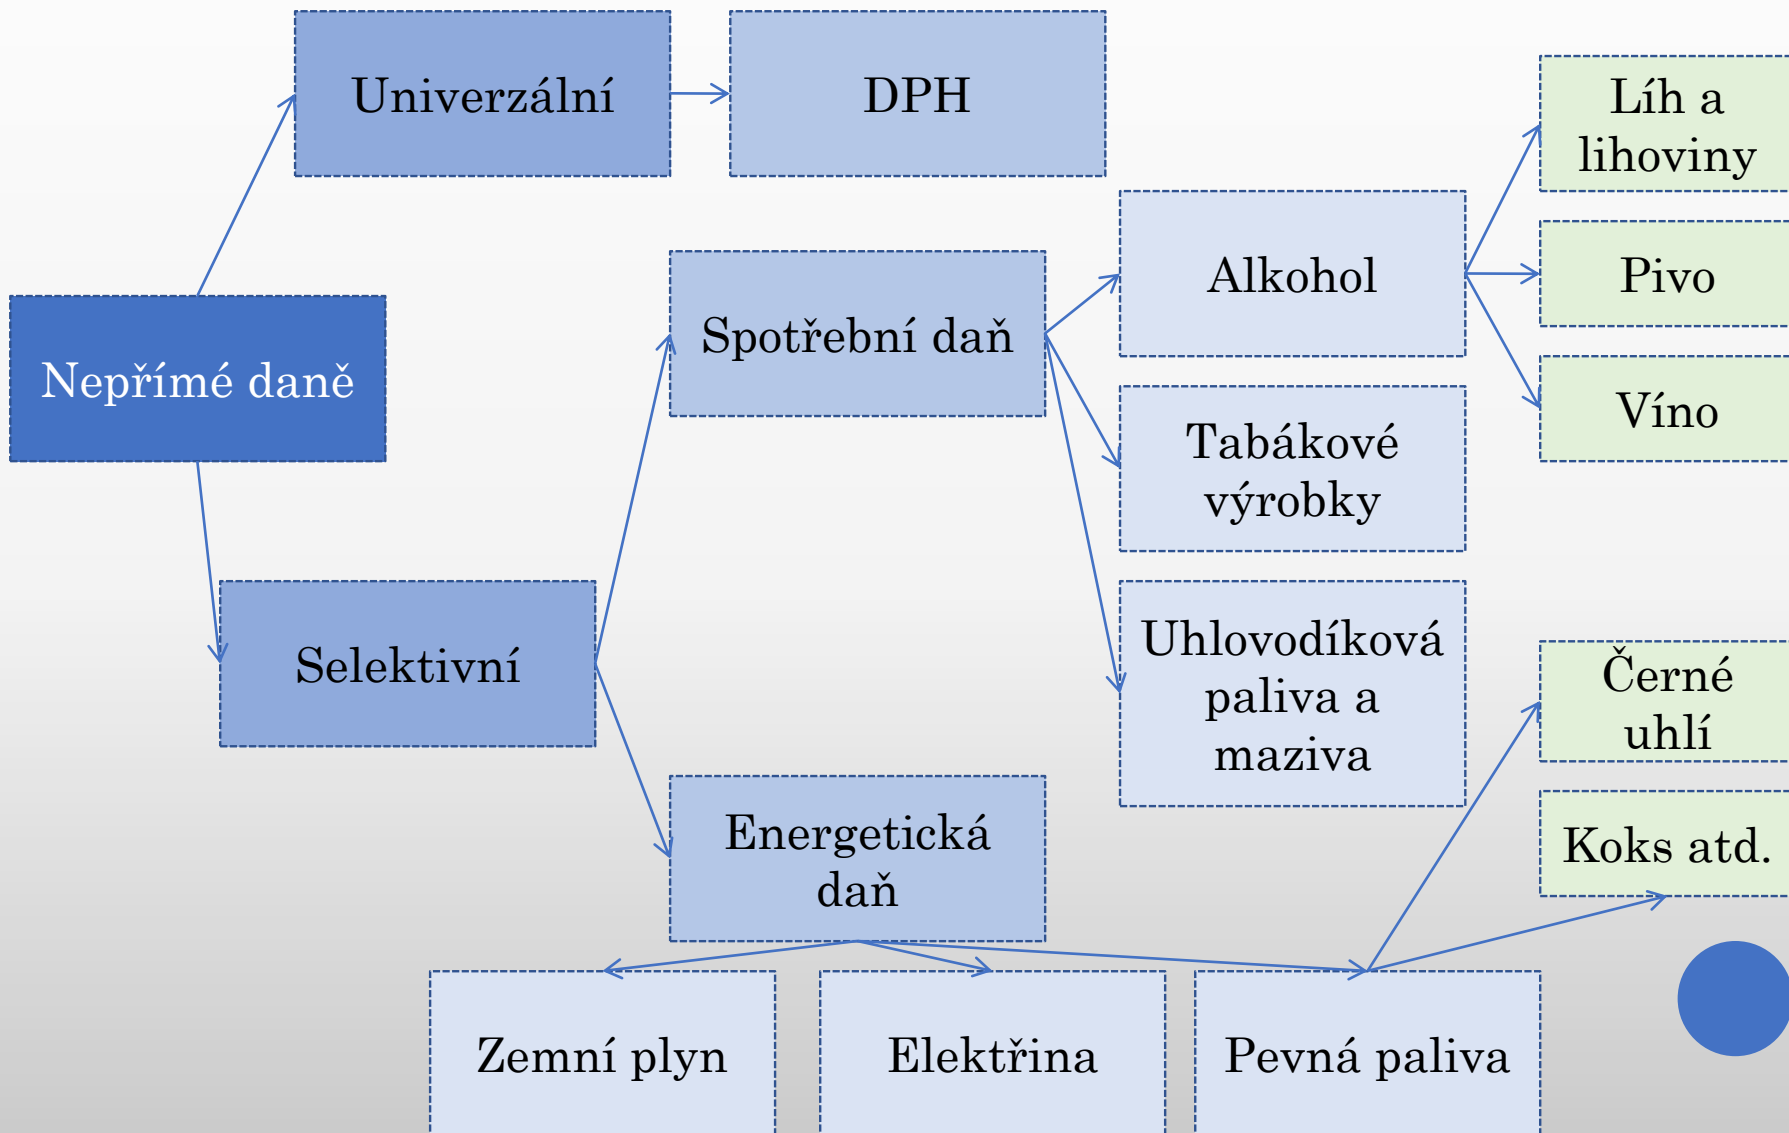 Univerzální
DPH
Líh a
lihoviny
Alkohol
Pivo
Spotřební daň
Nepřímé daně
Víno
Tabákové
výrobky
Uhlovodíková
paliva a
maziva
Selektivní
Černé
uhlí
Energetická
daň
Koks atd.
Zemní plyn
Elektřina
Pevná paliva